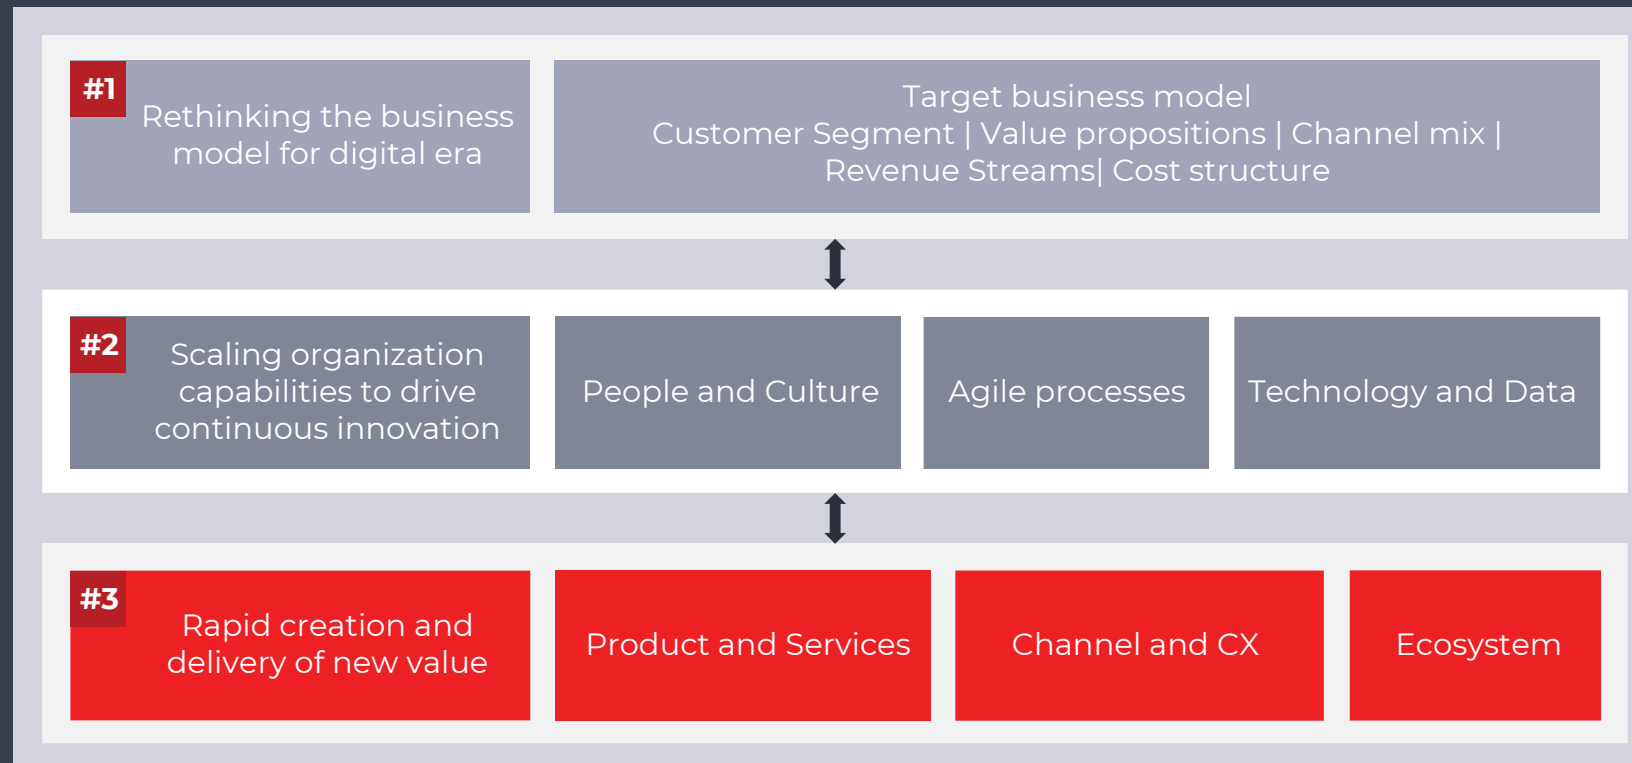 #1
Rethinking the business
model for digital era
Target business model
Customer Segment | Value propositions | Channel mix |
Revenue Streams| Cost structure
#2
Scaling organization
capabilities to drive
continuous innovation
People and Culture
Agile processes
Technology and Data
#3
Rapid creation and
delivery of new value
Product and Services
Channel and CX
Ecosystem